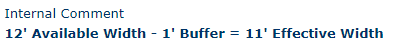 Internal Comment
12' Available Width - 1' Buffer = 11' Effective Width